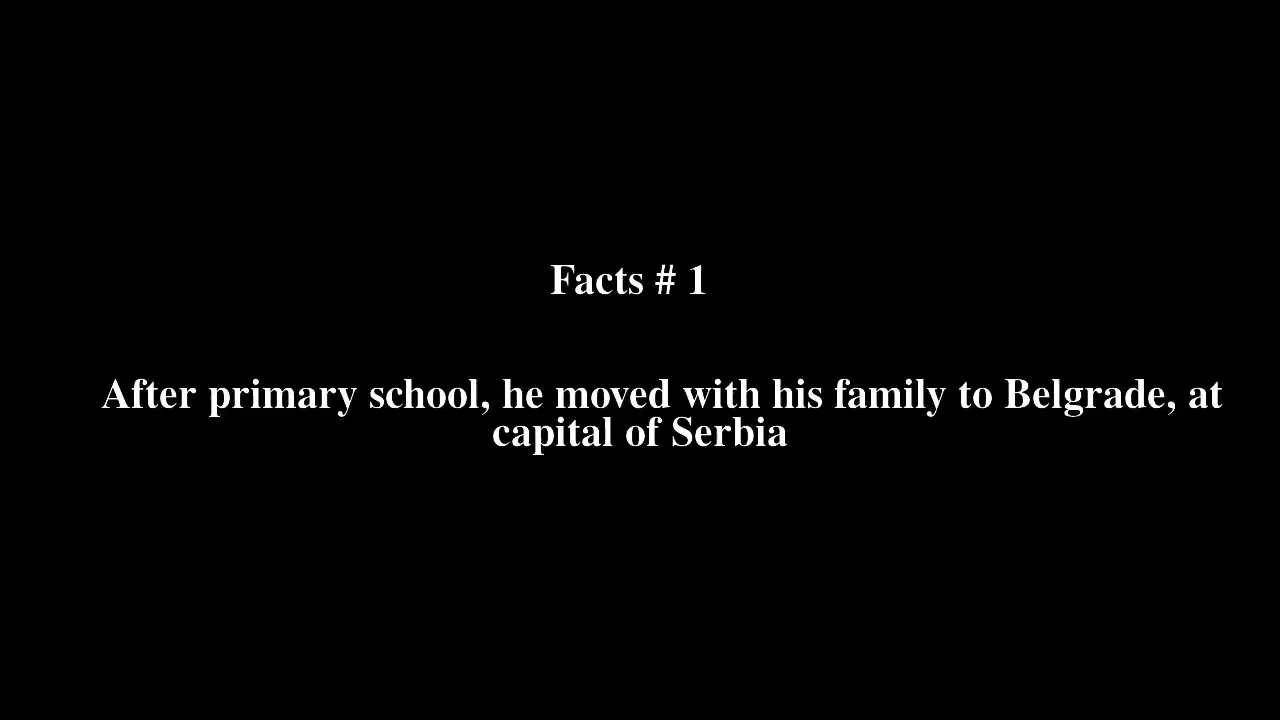 Facts # 1
After primary school, he moved with his family to Belgrade, at
capital of Serbia